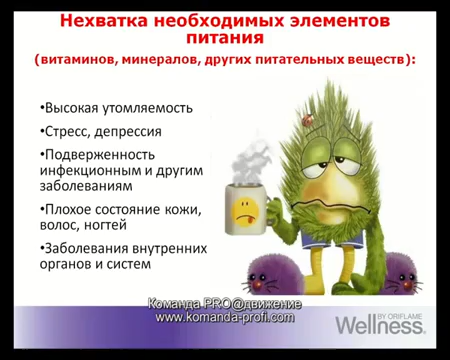 Нехватка необходимых элементов
питания
(витаминов, минералов, других питательных веществ):
•Высокая утомляемость
•Стресс, депрессия
•Подверженность
инфекционным и другим
заболеваниям
•Плохое состояние кожи,
волос, ногтей
•Заболевания внутренних
органов и систем
Команда PRO@движение
www.komanda-profi.com
BY ORIFLAME
Wellness.